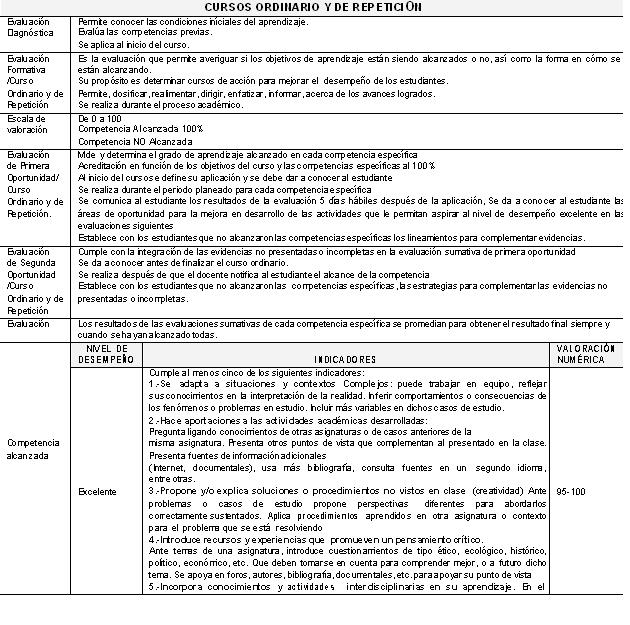 CURSOS ORDINARIO Y DE REPETICIÓN
Evaluación Diagnóstica
Permite conocer las condiciones iníciales del aprendizaje.
Evalúa las competencias previas.
Se aplica al inicio del curso.
Evaluación
Formativa
/Curso
Ordinario y de
Repetición
Es la evaluación que permite averiguar si los objetivos de aprendizaje están siendo alcanzados o no, así como la forma en cómo se
están alcanzando.
Su propósito es determinar cursos de acción para mejorar el desempeño de los estudiantes.
Permite, dosificar, realimentar, dirigir, enfatizar, informar, acerca de los avances logrados.
Se realiza durante el proceso académico.
Escala de
valoración
De 0 a 100
Competencia Alcanzada 100%
Competencia NO Alcanzada
Evaluación
de Primera
Oportunidad/
Curso
Ordinario y de
Repetición.
Mide y determina el grado de aprendizaje alcanzado en cada competencia específica
Acreditación en función de los objetivos del curso y las competencias específicas al 100%
Al inicio del curso se define su aplicación y se debe dar a conocer al estudiante
Se realiza durante el periodo planeado para cada competencia específica
Se comunica al estudiante los resultados de la evaluación 5 días hábiles después de la aplicación, Se da a conocer al estudiante las
áreas de oportunidad para la mejora en desarrollo de las actividades que le permitan aspirar al nivel de desempeño excelente en las
evaluaciones siguientes
Establece con los estudiantes que no alcanzaron las competencias específicas los lineamientos para complementar evidencias.
Evaluación
de Segunda
Oportunidad
/Curso
Ordinario y de
Repetición
Cumple con la integración de las evidencias no presentadas o incompletas en la evaluación sumativa de primera oportunidad
Se da a conocer antes de finalizar el curso ordinario.
Se realiza después de que el docente notifica al estudiante el alcance de la competencia
Establece con los estudiantes que no alcanzaron las competencias específicas ,las estrategias para complementar las evidencias no
presentadas o incompletas.
Evaluación
Los resultados de las evaluaciones sumativas de cada competencia específica se promedian para obtener el resultado final siempre y
cuando se hayan alcanzado todas.
NIVEL DE
DESEMPEÑO
INDICADORES
VALORACIÓN
NUMÉRICA
Competencia
alcanzada
Excelente
Cumple al menos cinco de los siguientes indicadores:
1.-Se adapta a situaciones y contextos Complejos: puede trabajar en equipo, reflejar
sus conocimientos en la interpretación de la realidad. Inferir comportamientos o consecuencias de
los fenómenos o problemas en estudio. Incluir más variables en dichos casos de estudio.
2.-Hace aportaciones a las actividades académicas desarrolladas:
Pregunta ligando conocimientos de otras asignaturas o de casos anteriores de la
misma asignatura. Presenta otros puntos de vista que complementan al presentado en la clase.
Presenta fuentes de información adicionales
(Internet, documentales), usa más bibliografía, consulta fuentes en un segundo idioma,
entre otras.
3.-Propone y/o explica soluciones o procedimientos no vistos en clase (creatividad) Ante
problemas o casos de estudio propone perspectivas diferentes para abordarlos
correctamente sustentados. Aplica procedimientos aprendidos en otra asignatura o contexto
para el problema que se está resolviendo
4.-Introduce recursos y experiencias que promueven un pensamiento crítico.
Ante temas de una asignatura, introduce cuestionamientos de tipo ético, ecológico, histórico,
político, económico, etc. Que deben tomarse en cuenta para comprender mejor, o a futuro dicho
tema. Se apoya en foros, autores, bibliografía, documentales, etc. para apoyar su punto de vista
5.-Incorpora conocimientos y actividades interdisciplinarias en su aprendizaje. En el
95-100